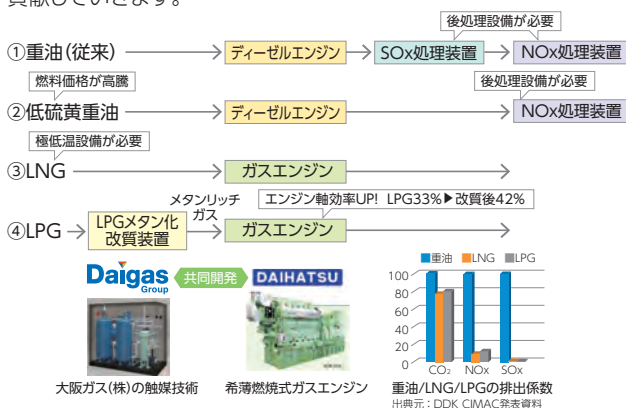 貢献していきます。
後処理設備が必要
①重油(従来) ディーゼルエンジン SOx処理装置 NOx処理装置
燃料価格が高騰 後処理設備が必要
②低硫黄重油 ディーゼルエンジン NOx処理装置
極低温設備が必要
③LNG ガスエンジン
メタンリッチ
ガス
エンジン軸効率UP! LPG33%▶改質後42%
④LPG LPGメタン化
改質装置
ガスエンジン
Daigas
Group
共同開発
DAIHATSU
大阪ガス(株)の触媒技術
希薄燃焼式ガスエンジン
重油 LNG LPG
100
80
60
40
20
0
CO₂ NOx SOx
重油/LNG/LPGの排出係数
出典元:DDK CIMAC発表資料